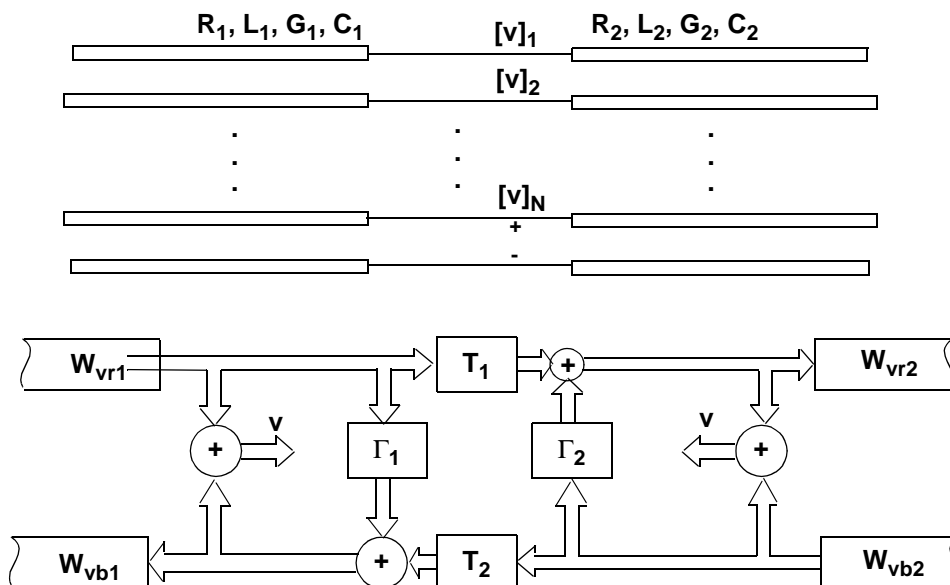 R₁, L₁, G₁, C₁ [v]₁ R₂, L₂, G₂, C₂
[v]₂
. . .
. . .
. . .
[v]N
+
-
Wvr1 T₁ + Wvr2
v v
+ Γ₁ Γ₂ +
Wvb1 + T₂ Wvb2